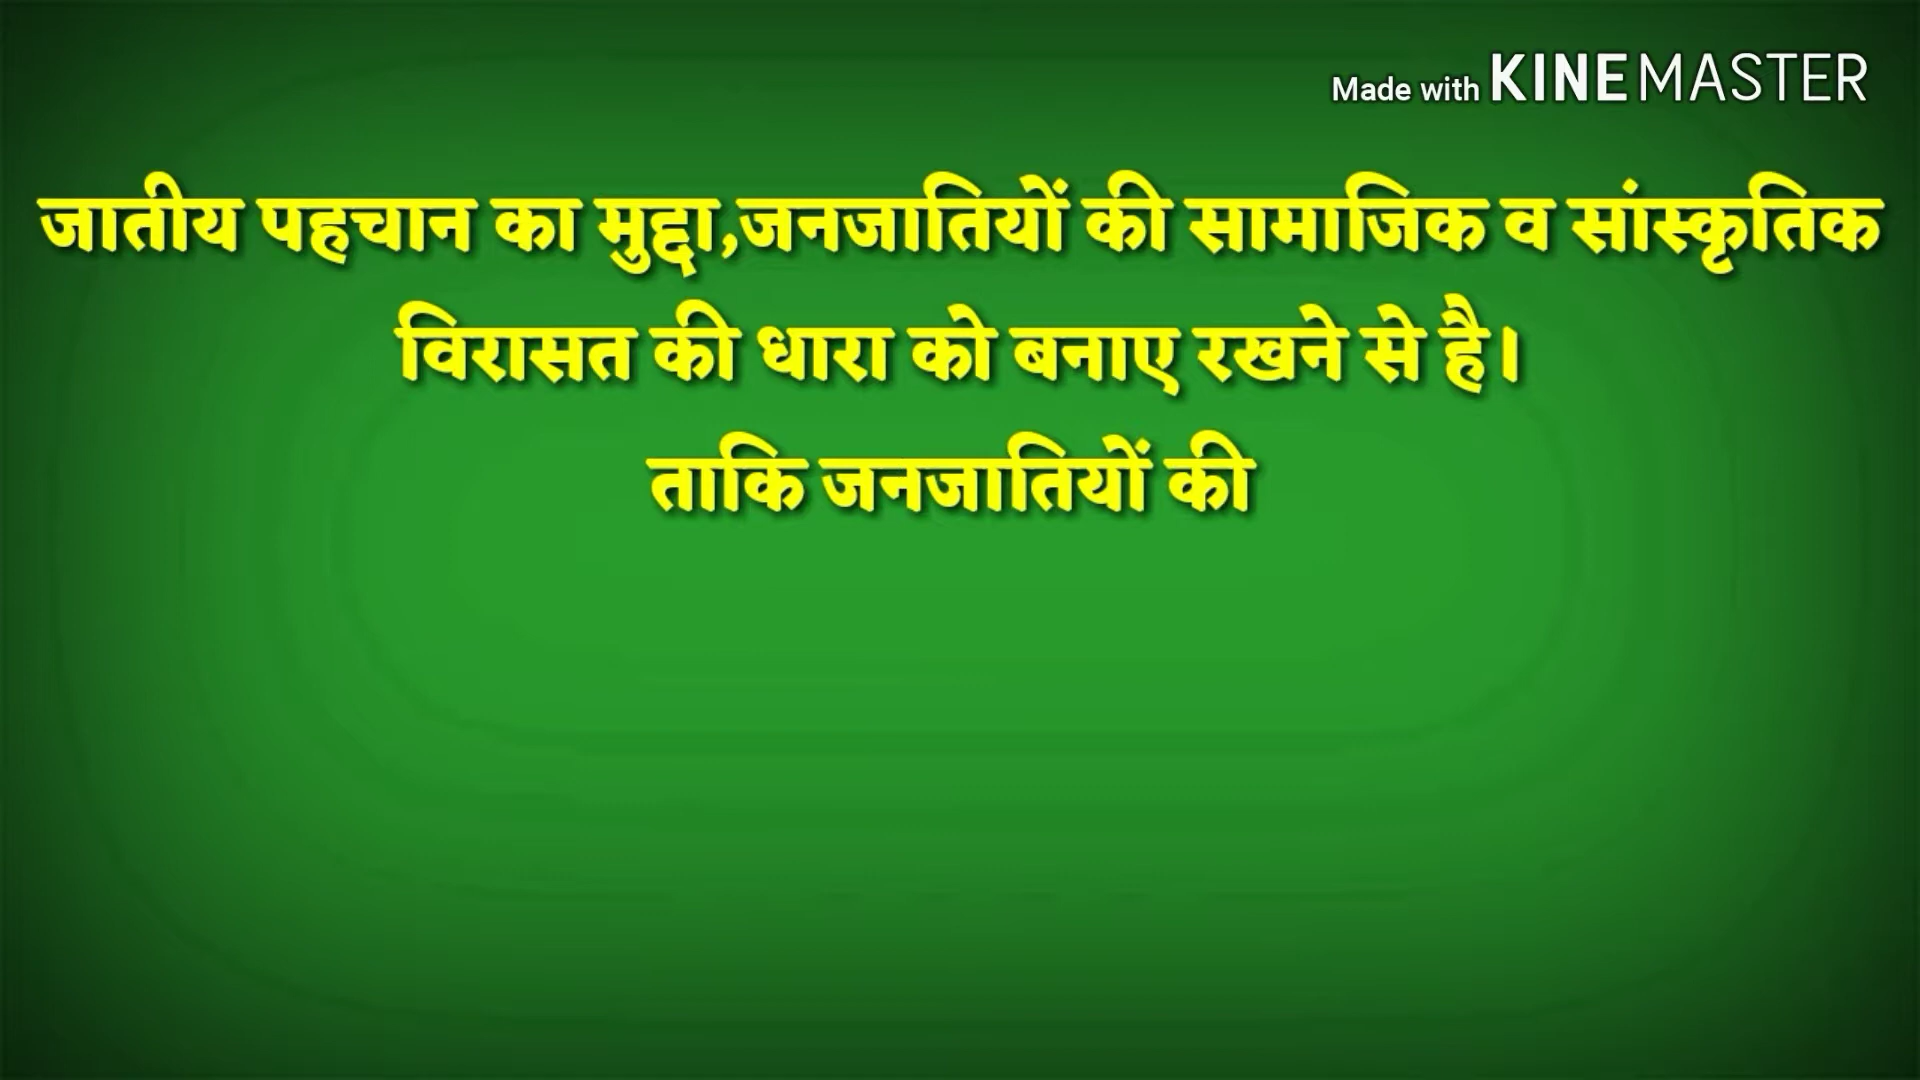 Made with KINEMASTER
जातीय पहचान का मुद्दा,जनजातियों की सामाजिक व सांस्कृतिक
विरासत की धारा को बनाए रखने से है।
ताकि जनजातियों की